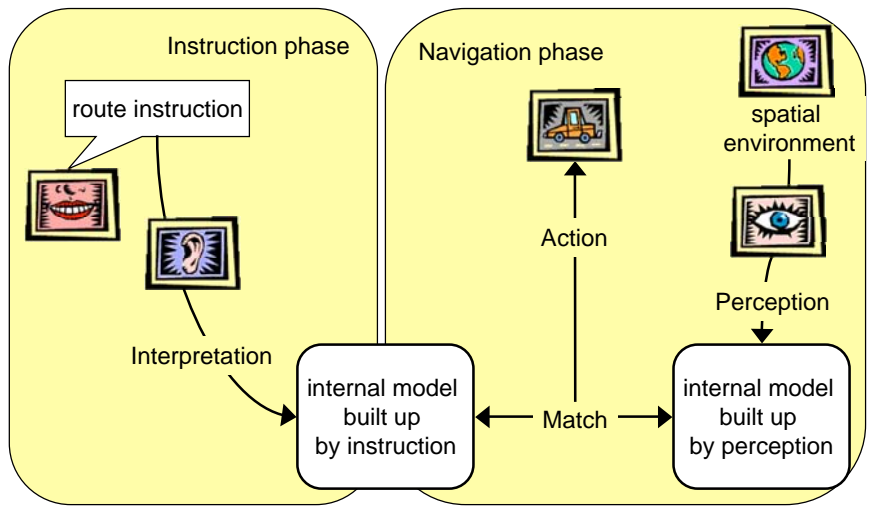 Instruction phase
route instruction
Interpretation
internal model
built up
by instruction
Navigation phase
spatial
environment
Action
Perception
Match
internal model
built up
by perception